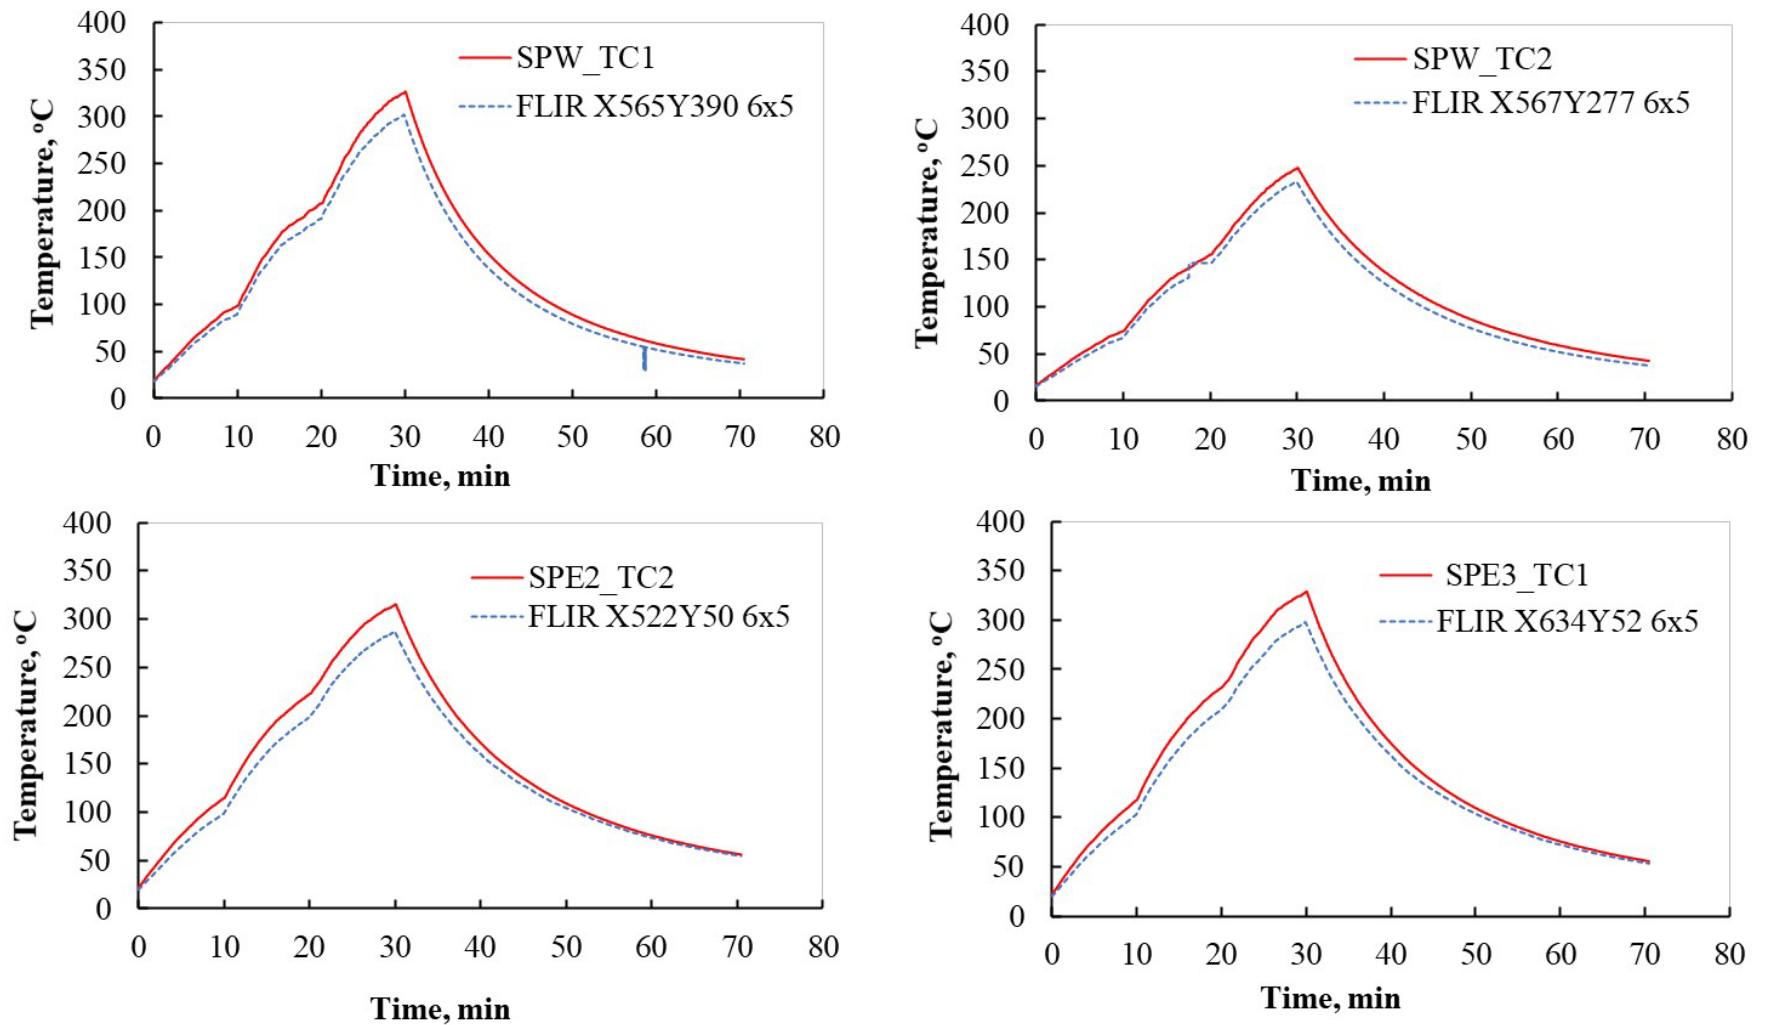 400
350
300
250
200
150
100
50
0
Temperature, °C
SPW_TC1
FLIR X565Y390 6x5
0 10 20 30 40 50 60 70 80
Time, min
400
350
300
250
200
150
100
50
0
Temperature, °C
SPW_TC2
FLIR X567Y277 6x5
0 10 20 30 40 50 60 70 80
Time, min
400
350
300
250
200
150
100
50
0
Temperature, °C
SPE2_TC2
FLIR X522Y50 6x5
0 10 20 30 40 50 60 70 80
Time, min
400
350
300
250
200
150
100
50
0
Temperature, °C
SPE3_TC1
FLIR X634Y52 6x5
0 10 20 30 40 50 60 70 80
Time, min